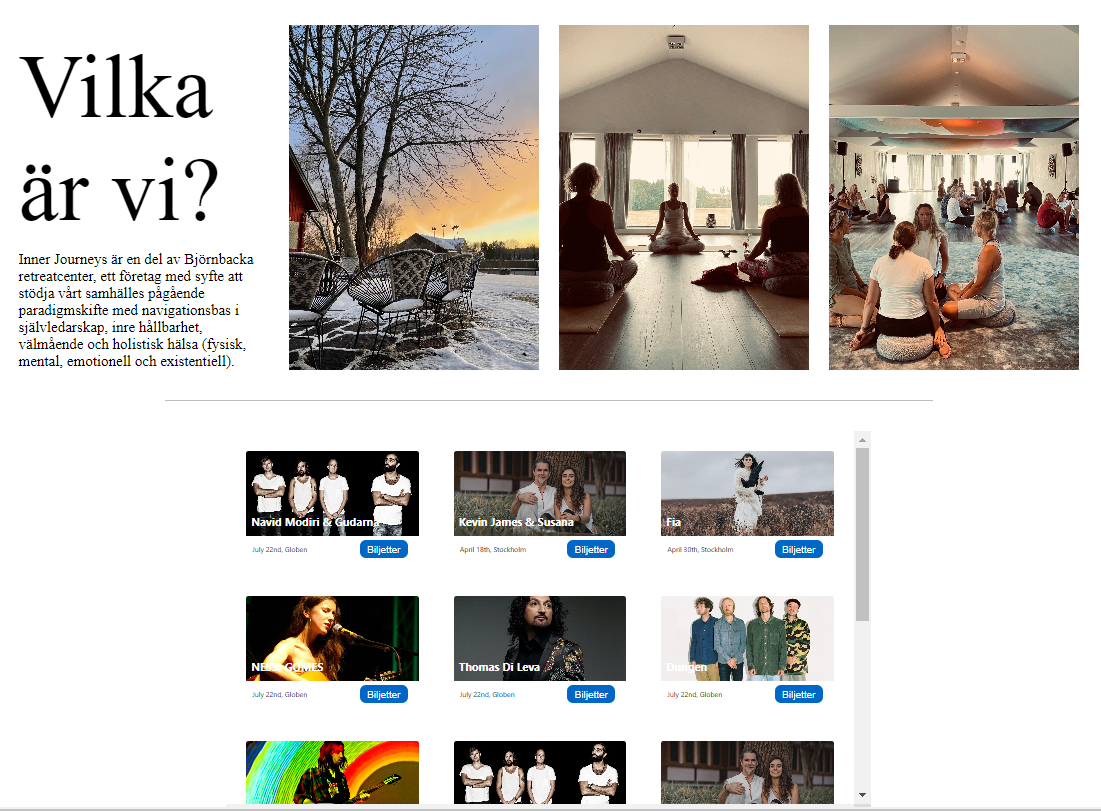 Vilka
är vi?
Inner Journeys är en del av Björnbacka
retreatcenter, ett företag med syfte att
stödja vårt samhälles pågående
paradigmskifte med navigationsbas i
självledarskap, inre hållbarhet,
välmående och holistisk hälsa (fysisk,
mental, emotionell och existentiell).
Navid Modiri & Gudarna
July 22nd, Globen
Biljetter
Kevin James & Susana
April 18th, Stockholm
Biljetter
Fia
April 30th, Stockholm
Biljetter
NESSI GOMES
July 22nd, Globen
Biljetter
Thomas Di Leva
July 22nd, Globen
Biljetter
Dungen
July 22nd, Globen
Biljetter